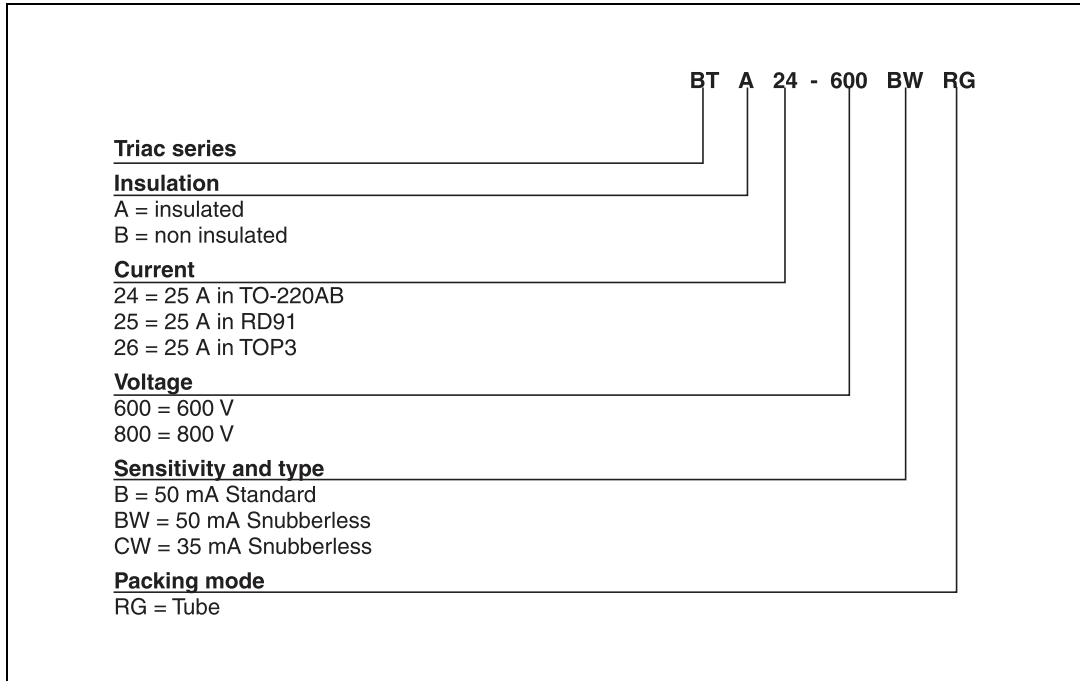 BT A 24 - 600 BW RG
Triac series
Insulation
A = insulated
B = non insulated
Current
24 = 25 A in TO-220AB
25 = 25 A in RD91
26 = 25 A in TOP3
Voltage
600 = 600 V
800 = 800 V
Sensitivity and type
B = 50 mA Standard
BW = 50 mA Snubberless
CW = 35 mA Snubberless
Packing mode
RG = Tube